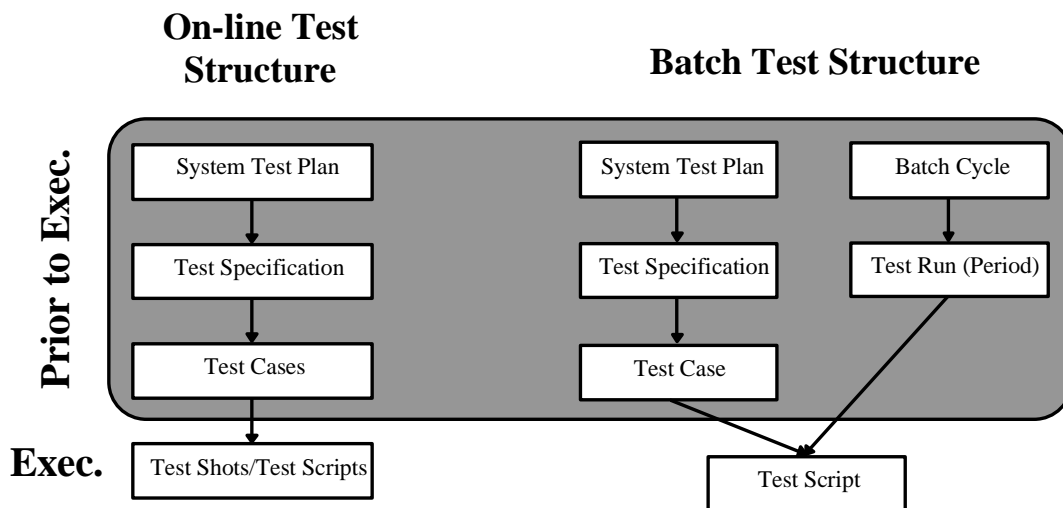 On-line Test
Structure
Batch Test Structure
Prior to Exec.
System Test Plan
System Test Plan
Batch Cycle
Test Specification
Test Specification
Test Run (Period)
Test Cases
Test Case
Exec.
Test Shots/Test Scripts
Test Script